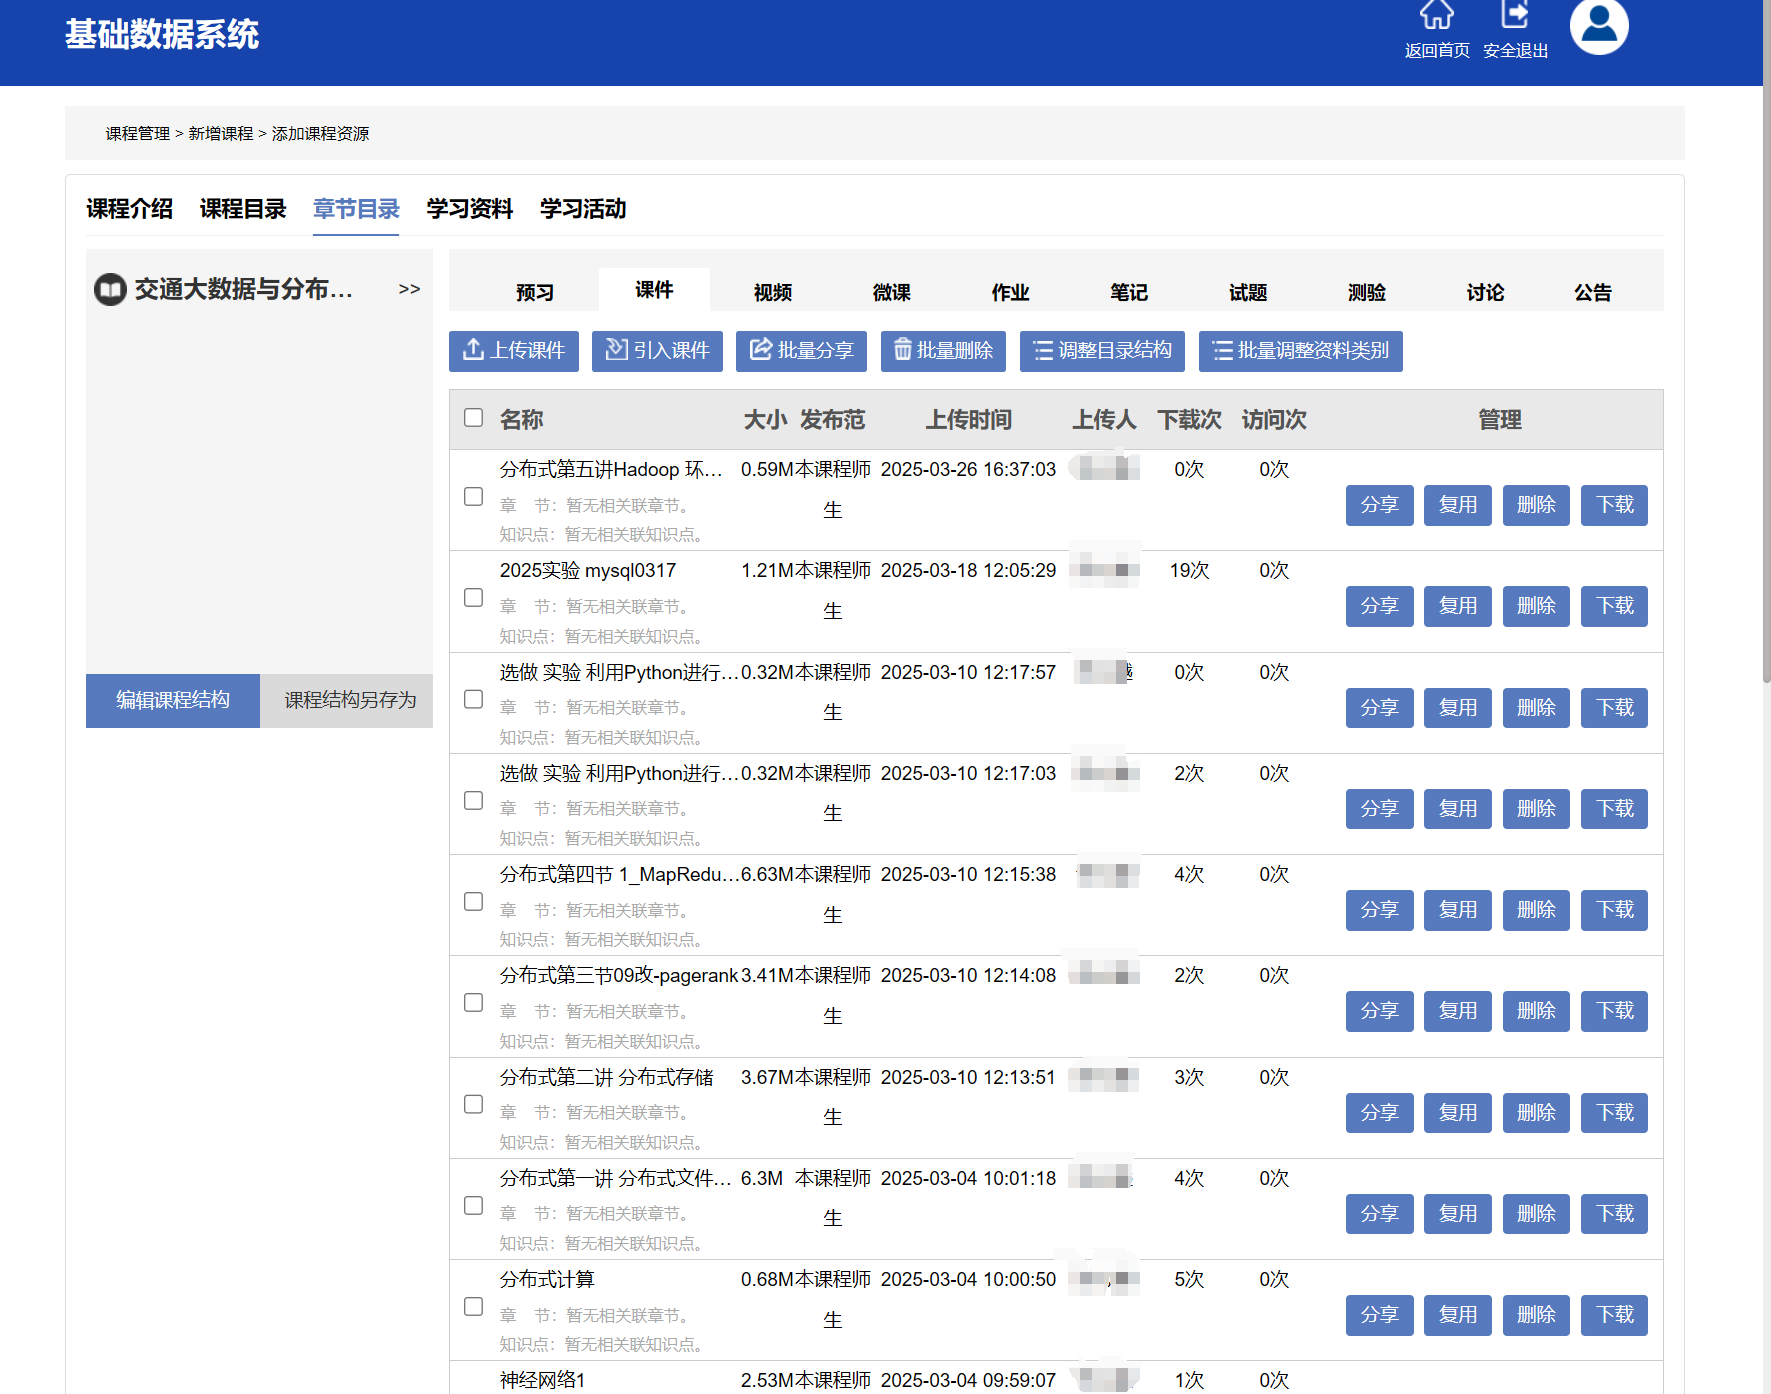 基础数据系统
返回首页 安全退出
课程管理 > 新增课程 > 添加课程资源
课程介绍 课程目录 章节目录 学习资料 学习活动
交通大数据与分布... >>
编辑课程结构 课程结构另存为
预习 课件 视频 微课 作业 笔记 试题 测验 讨论 公告
上传课件 引入课件 批量分享 批量删除 调整目录结构 批量调整资料类别
名称 大小 发布范 上传时间 上传人 下载次 访问次 管理
分布式第五讲Hadoop 环... 0.59M 本课程师 2025-03-26 16:37:03 0次 0次
章 节：暂无相关联章节。 生 分享 复用 删除 下载
知识点：暂无相关联知识点。
2025实验 mysql0317 1.21M 本课程师 2025-03-18 12:05:29 19次 0次
章 节：暂无相关联章节。 生 分享 复用 删除 下载
知识点：暂无相关联知识点。
选做 实验 利用Python进行... 0.32M 本课程师 2025-03-10 12:17:57 0次 0次
章 节：暂无相关联章节。 生 分享 复用 删除 下载
知识点：暂无相关联知识点。
选做 实验 利用Python进行... 0.32M 本课程师 2025-03-10 12:17:03 2次 0次
章 节：暂无相关联章节。 生 分享 复用 删除 下载
知识点：暂无相关联知识点。
分布式第四节 1_MapRedu... 6.63M 本课程师 2025-03-10 12:15:38 4次 0次
章 节：暂无相关联章节。 生 分享 复用 删除 下载
知识点：暂无相关联知识点。
分布式第三节09改-pagerank 3.41M 本课程师 2025-03-10 12:14:08 2次 0次
章 节：暂无相关联章节。 生 分享 复用 删除 下载
知识点：暂无相关联知识点。
分布式第二讲 分布式存储 3.67M 本课程师 2025-03-10 12:13:51 3次 0次
章 节：暂无相关联章节。 生 分享 复用 删除 下载
知识点：暂无相关联知识点。
分布式第一讲 分布式文件... 6.3M 本课程师 2025-03-04 10:01:18 4次 0次
章 节：暂无相关联章节。 生 分享 复用 删除 下载
知识点：暂无相关联知识点。
分布式计算 0.68M 本课程师 2025-03-04 10:00:50 5次 0次
章 节：暂无相关联章节。 生 分享 复用 删除 下载
知识点：暂无相关联知识点。
神经网络1 2.53M 本课程师 2025-03-04 09:59:07 1次 0次